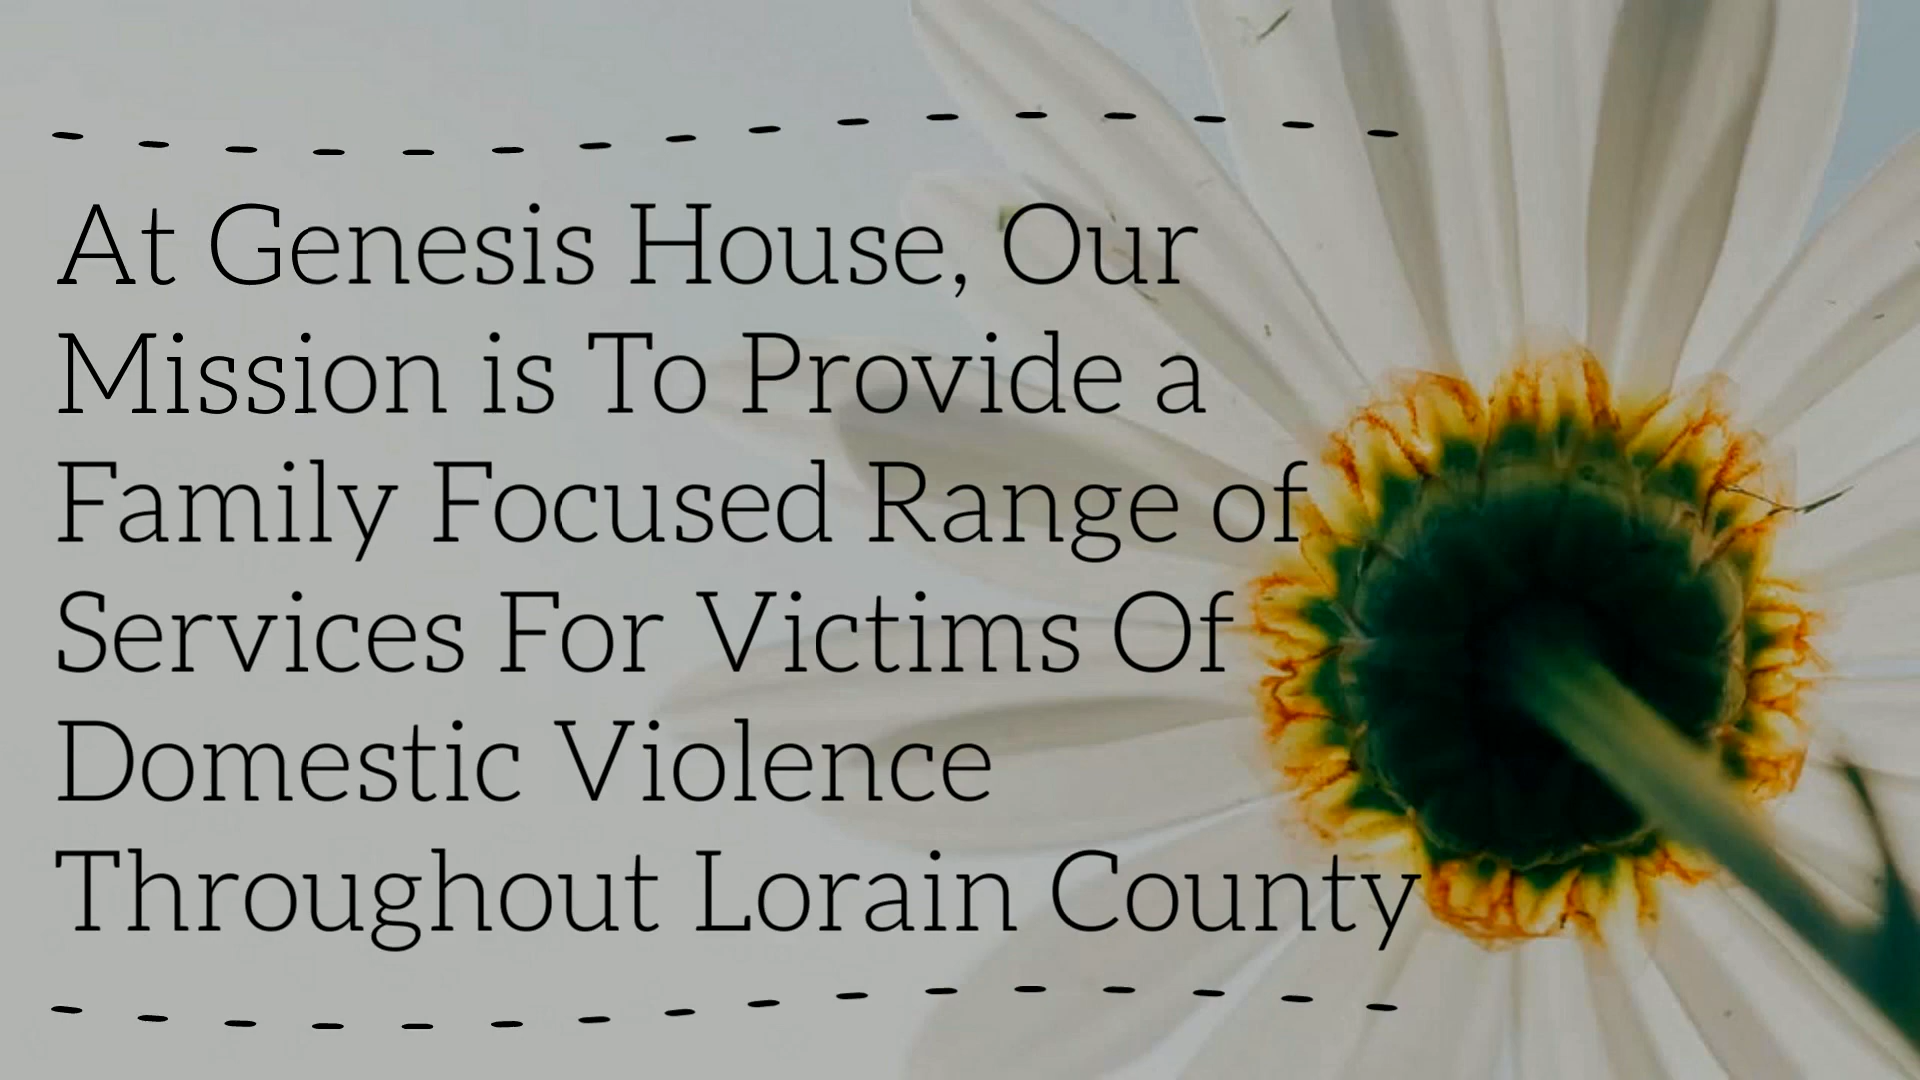 At Genesis House, Our
Mission is To Provide a
Family Focused Range of
Services For Victims Of
Domestic Violence
Throughout Lorain County